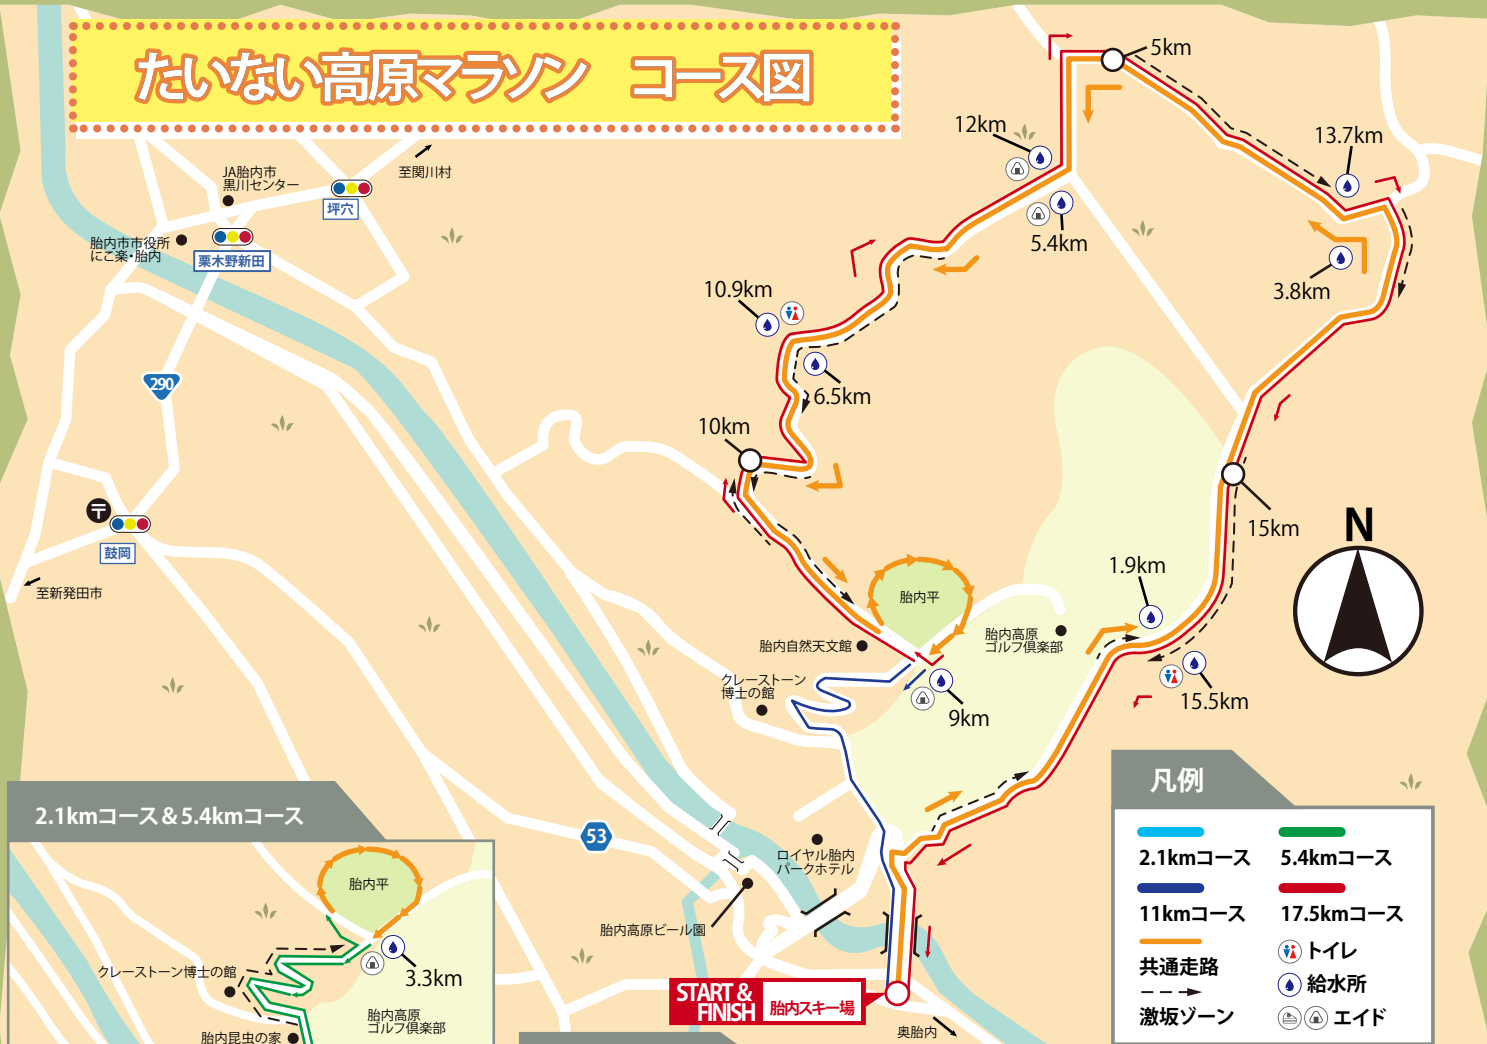 たいない高原マラソン　コース図
5km
12km
13.7km
JA胎内市
黒川センター
至関川村
坪穴
胎内市市役所
にこ楽・胎内
栗木野新田
5.4km
3.8km
10.9km
290
6.5km
10km
鼓岡
15km
N
至新発田市
1.9km
胎内平
胎内高原
ゴルフ倶楽部
胎内自然天文館
クレーストーン
博士の館
9km
15.5km
凡例
2.1kmコース
5.4kmコース
11kmコース
17.5kmコース
共通走路
トイレ
給水所
激坂ゾーン
エイド
2.1kmコース＆5.4kmコース
53
ロイヤル胎内
パークホテル
胎内平
胎内高原ビール園
クレーストーン博士の館
3.3km
胎内高原
ゴルフ倶楽部
胎内昆虫の家
START &
FINISH
胎内スキー場
奥胎内